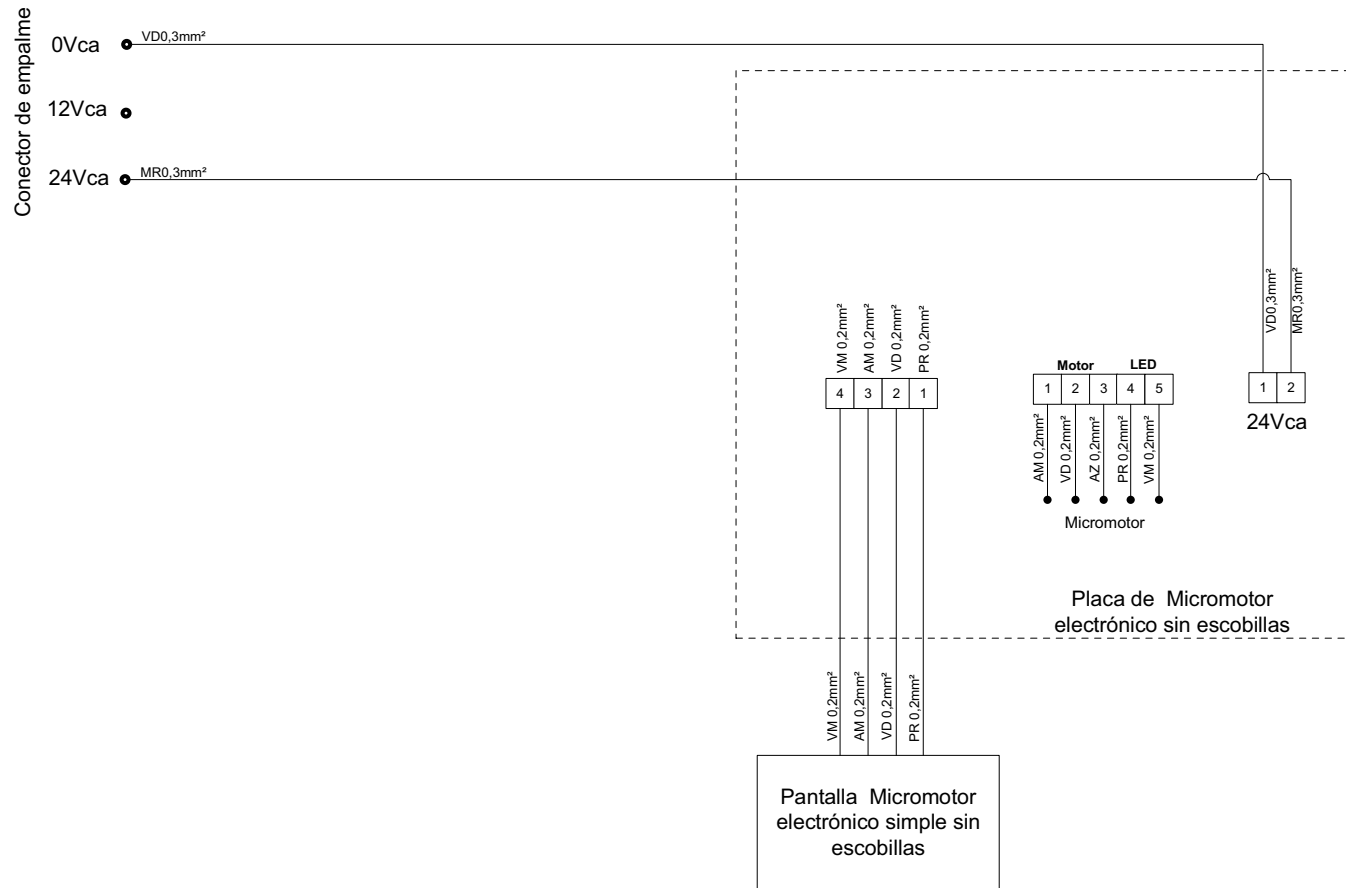 Conector de empalme
0Vca
VD0,3mm²
12Vca
24Vca
MR0,3mm²
VD0,3mm²
MR0,3mm²
VM 0,2mm²
AM 0,2mm²
VD 0,2mm²
PR 0,2mm²
4 3 2 1
Motor LED
1 2 3 4 5
1 2
24Vca
AM 0,2mm²
VD 0,2mm²
AZ 0,2mm²
PR 0,2mm²
VM 0,2mm²
Micromotor
Placa de Micromotor
electrónico sin escobillas
VM 0,2mm²
AM 0,2mm²
VD 0,2mm²
PR 0,2mm²
Pantalla Micromotor
electrónico simple sin
escobillas